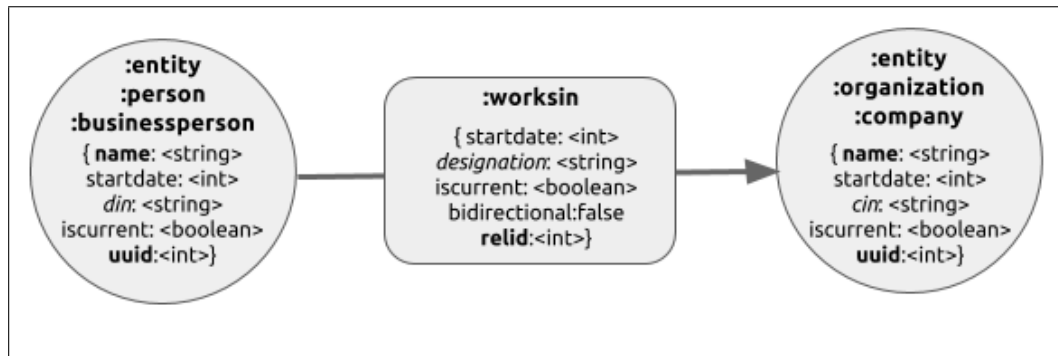 :entity
:person
:businessperson
{ name: <string>
startdate: <int>
din: <string>
iscurrent: <boolean>
uuid:<int>}
:worksin
{ startdate: <int>
designation: <string>
iscurrent: <boolean>
bidirectional:false
relid:<int>}
:entity
:organization
:company
{ name: <string>
startdate: <int>
cin: <string>
iscurrent: <boolean>
uuid:<int>}